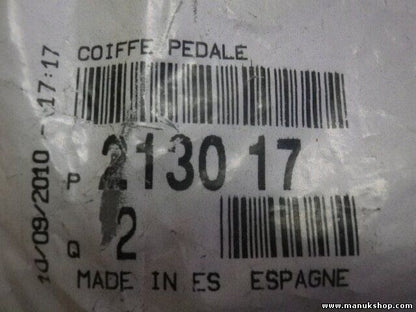 COIFFE PEDALE
P 2130 17
Q 2
MADE IN ES ESPAGNE
10/09/2010 - 17:17
www.manukshop.com